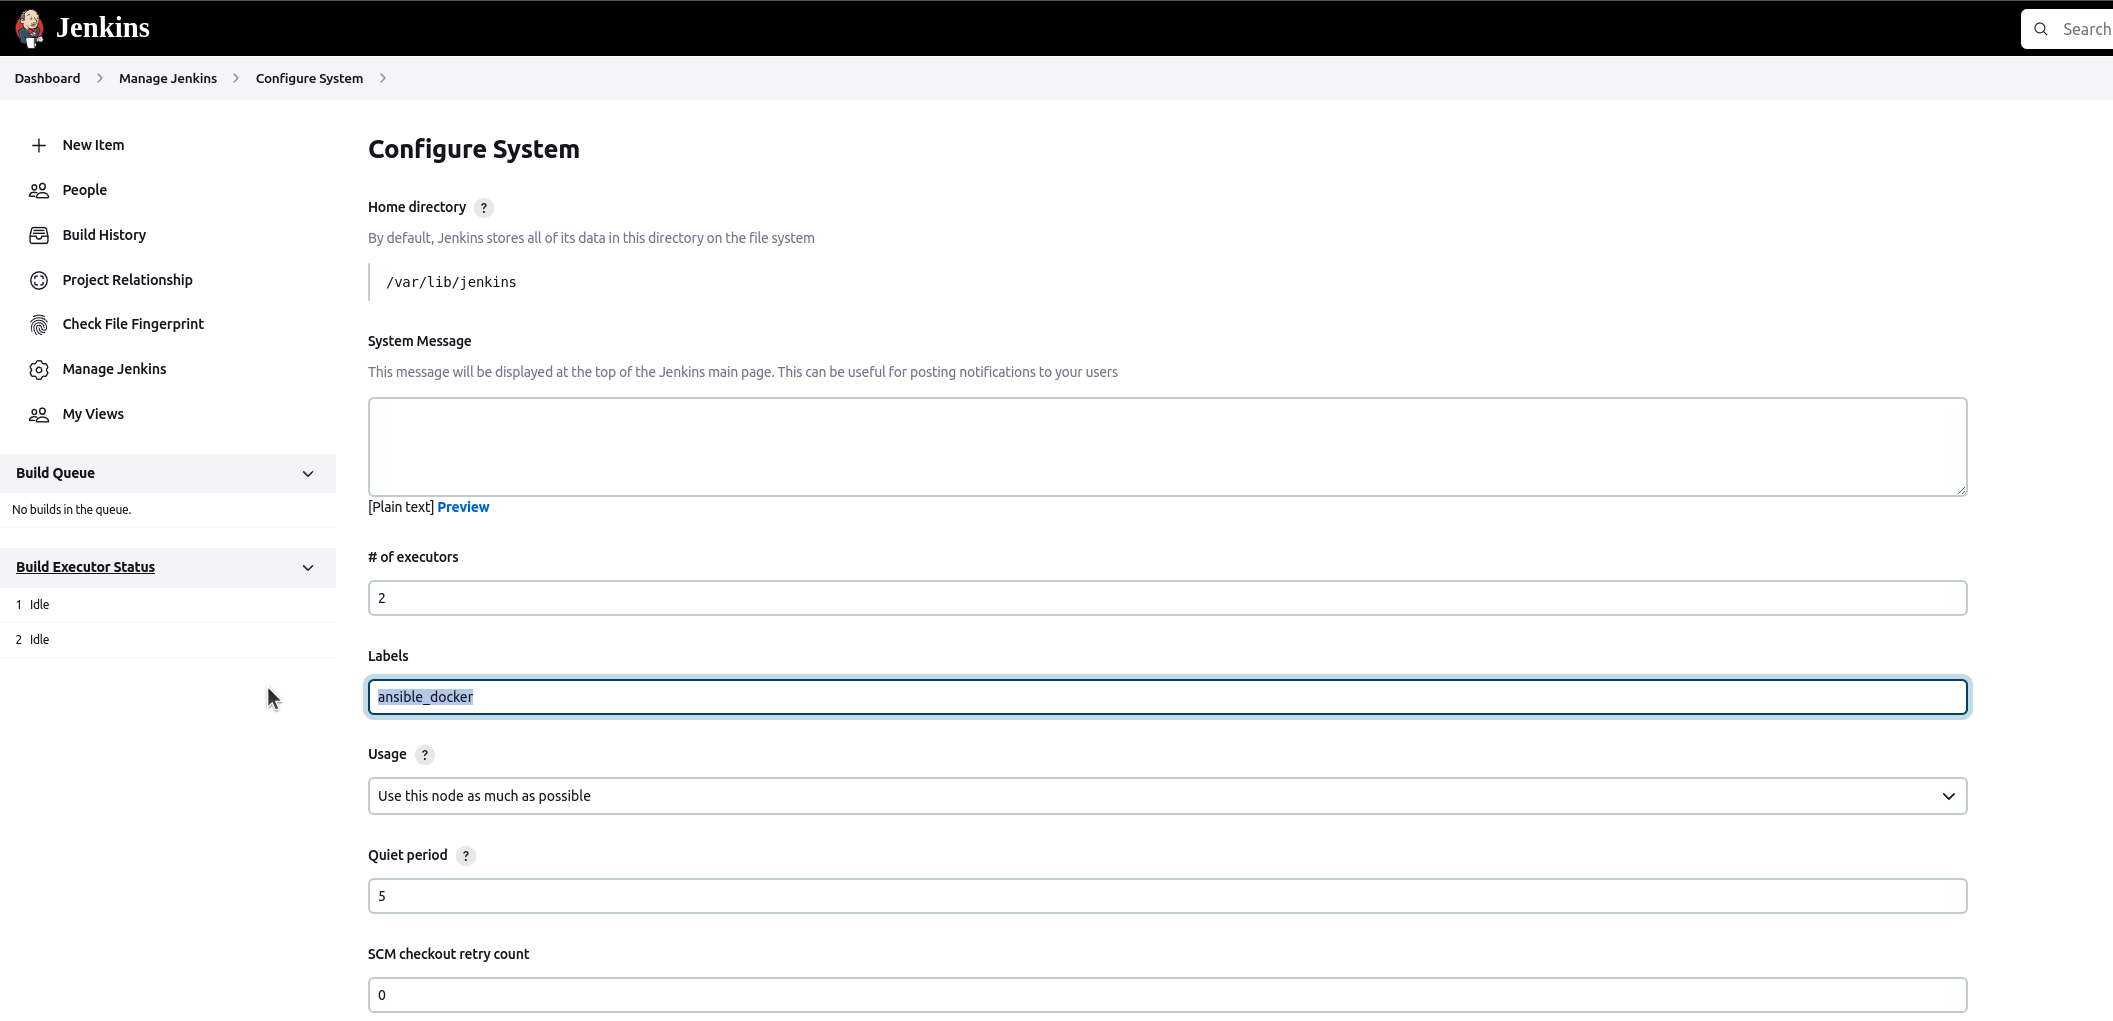 Jenkins
Search
Dashboard
Manage Jenkins
Configure System
New Item
People
Build History
Project Relationship
Check File Fingerprint
Manage Jenkins
My Views
Build Queue
No builds in the queue.
Build Executor Status
1 Idle
2 Idle
Configure System
Home directory ?
By default, Jenkins stores all of its data in this directory on the file system
/var/lib/jenkins
System Message
This message will be displayed at the top of the Jenkins main page. This can be useful for posting notifications to your users
[Plain text] Preview
# of executors
2
Labels
ansible_docker
Usage ?
Use this node as much as possible
Quiet period ?
5
SCM checkout retry count
0